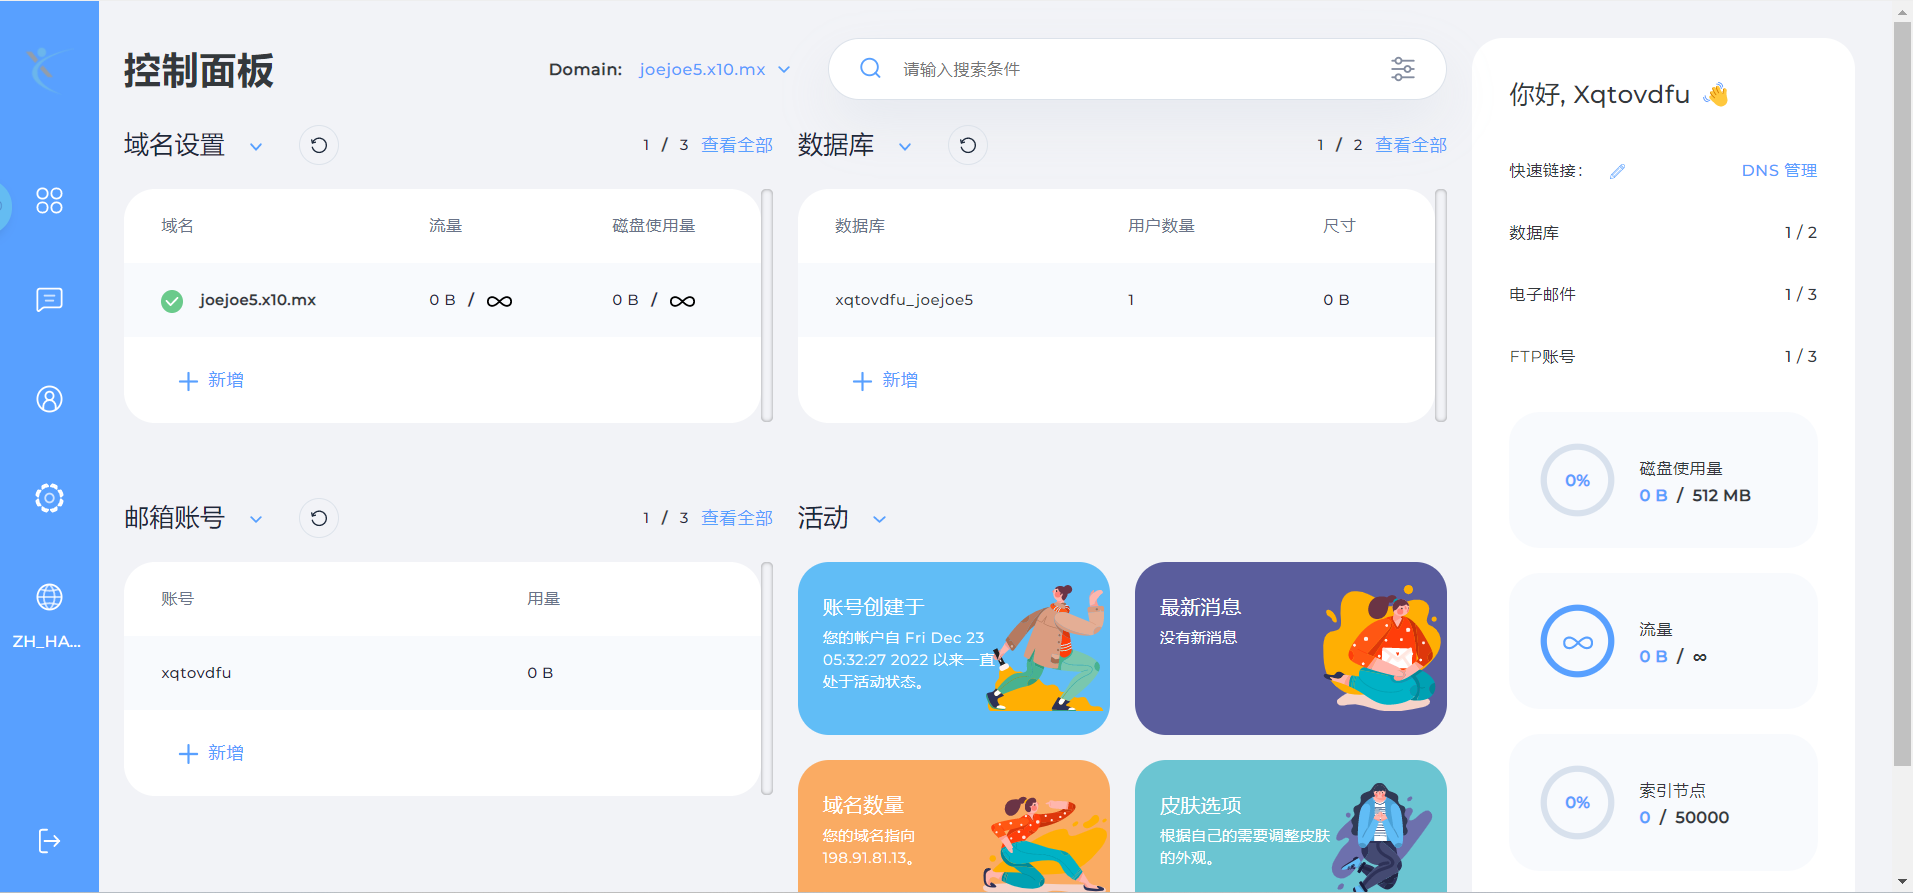 控制面板
Domain: joejoe5.x10.mx
请输入搜索条件
域名设置
1 / 3 查看全部
域名 流量 磁盘使用量
joejoe5.x10.mx 0 B / ∞ 0 B / ∞
新增
数据库
1 / 2 查看全部
数据库 用户数量 尺寸
xqtovdfu_joejoe5 1 0 B
新增
邮箱账号
1 / 3 查看全部
账号 用量
xqtovdfu 0 B
新增
活动
账号创建于
您的帐户自 Fri Dec 23
05:32:27 2022 以来一直
处于活动状态。
最新消息
没有新消息
域名数量
您的域名指向
198.91.81.13。
皮肤选项
根据自己的需要调整皮肤
的外观。
你好, Xqtovdfu
快速链接： DNS 管理
数据库 1 / 2
电子邮件 1 / 3
FTP账号 1 / 3
0%
磁盘使用量
0 B / 512 MB
∞
流量
0 B / ∞
0%
索引节点
0 / 50000
ZH_HA...